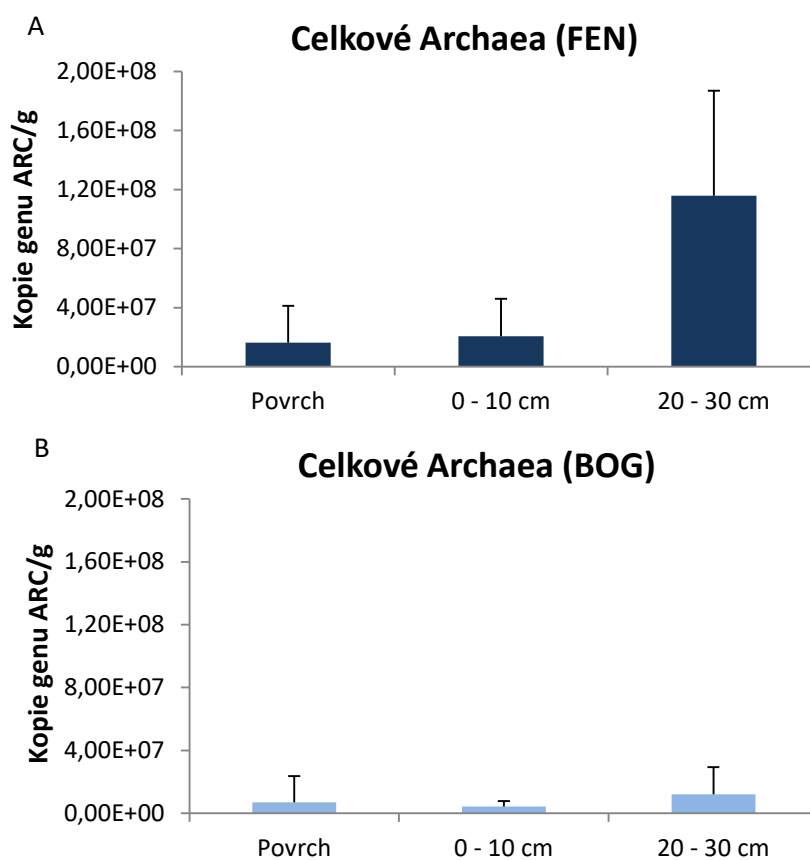 A
Celkové Archaea (FEN)
Kopie genu ARC/g
2,00E+08
1,60E+08
1,20E+08
8,00E+07
4,00E+07
0,00E+00
Povrch 0 - 10 cm 20 - 30 cm
B
Celkové Archaea (BOG)
Kopie genu ARC/g
2,00E+08
1,60E+08
1,20E+08
8,00E+07
4,00E+07
0,00E+00
Povrch 0 - 10 cm 20 - 30 cm